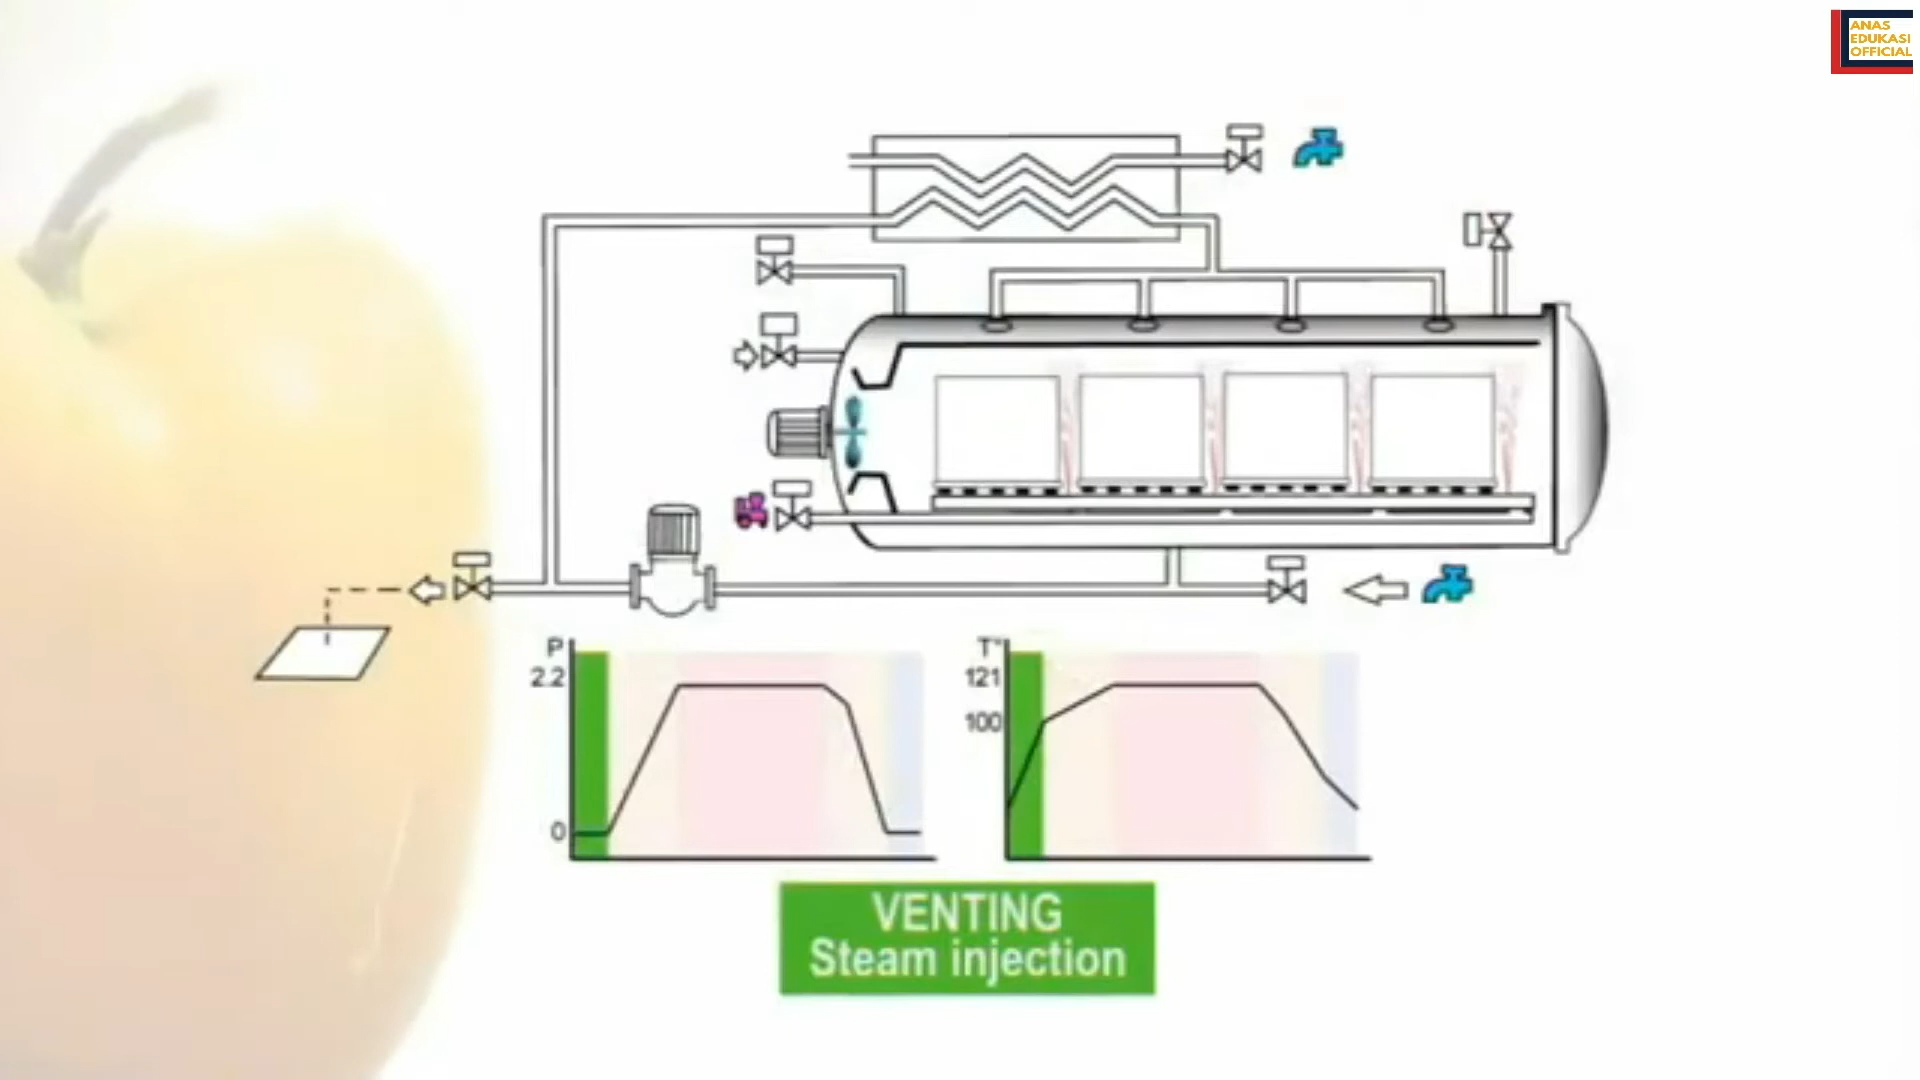 ANAS
EDUKASI
OFFICIAL
P
2.2
0
T°
121
100
VENTING
Steam injection